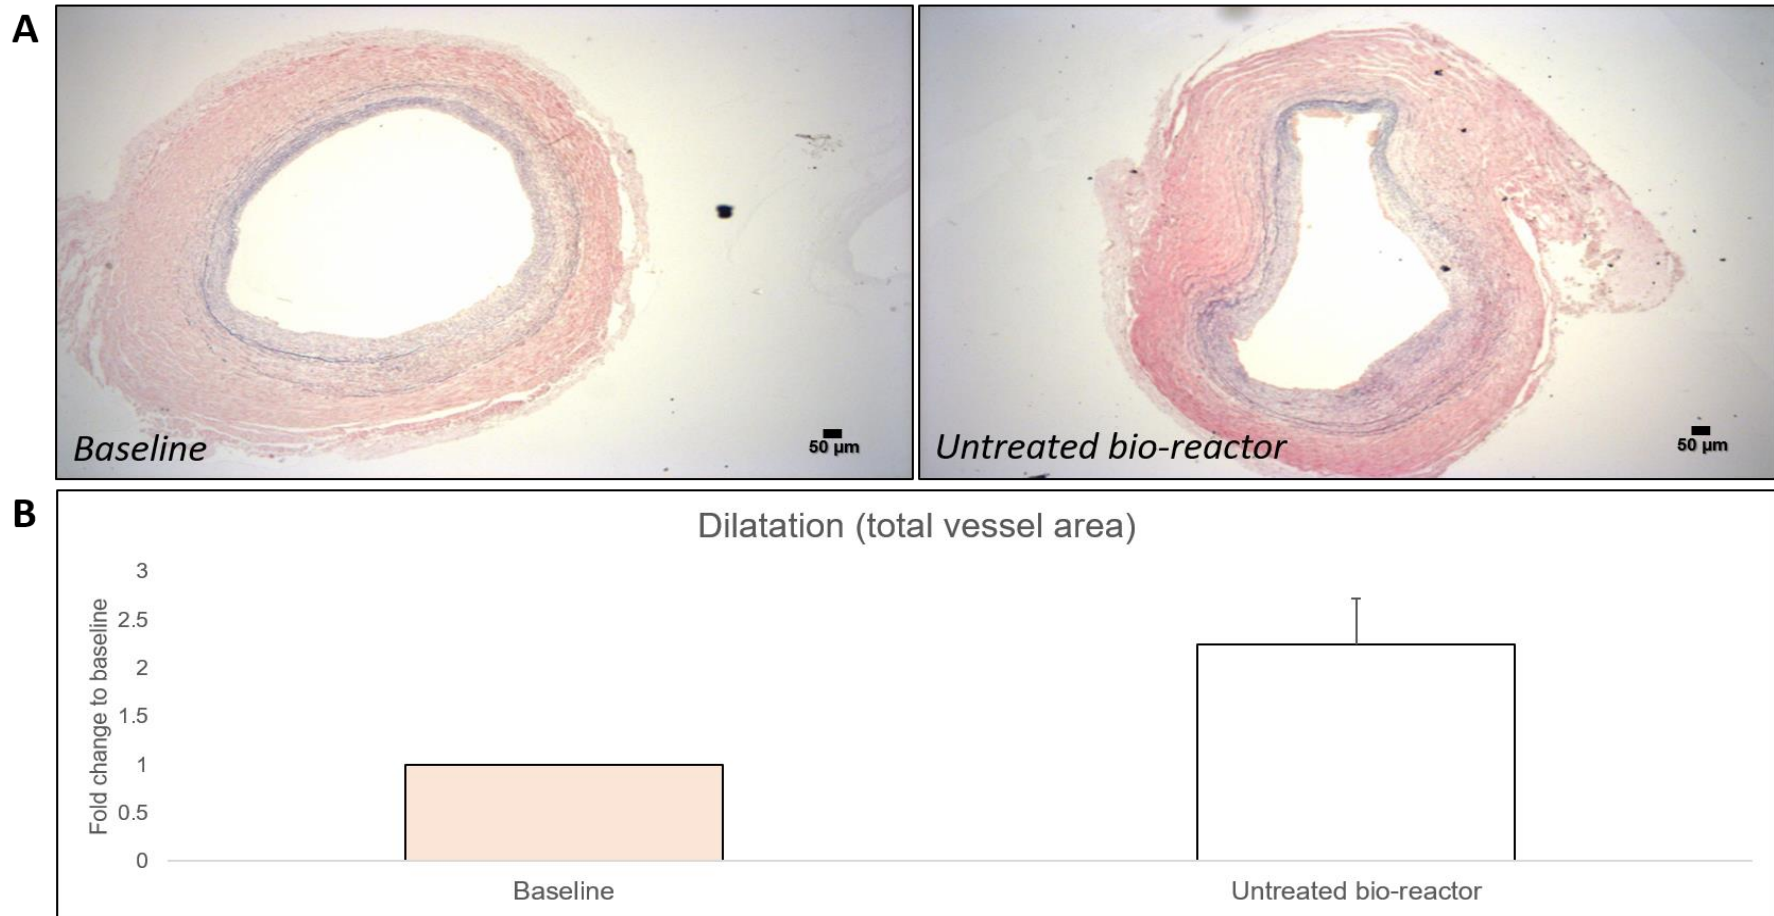 A
Baseline
50 µm
Untreated bio-reactor
50 µm
B
Dilatation (total vessel area)
Fold change to baseline
3
2.5
2
1.5
1
0.5
0
Baseline
Untreated bio-reactor